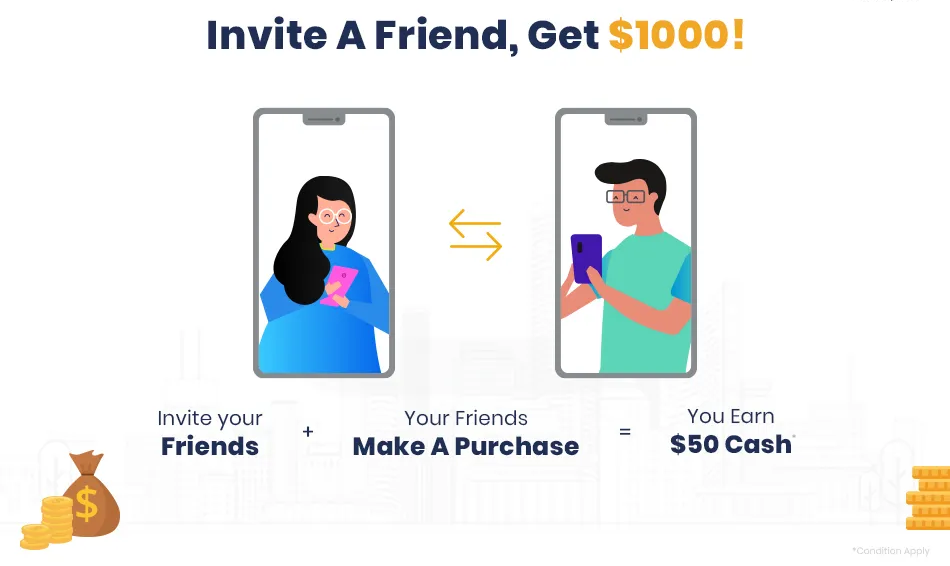 Invite A Friend, Get $1000!
Invite your
Friends
+
Your Friends
Make A Purchase
=
You Earn
$50 Cash*
$
*Condition Apply